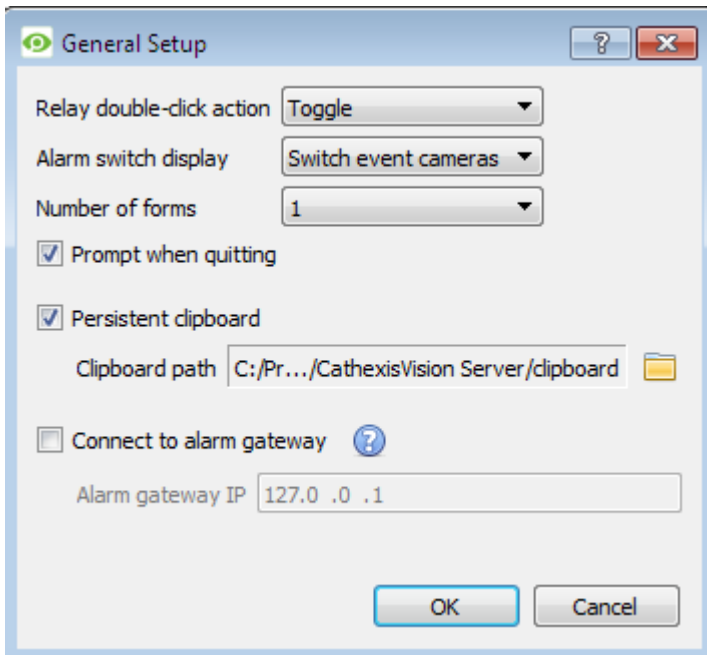 General Setup
Relay double-click action Toggle
Alarm switch display Switch event cameras
Number of forms 1
Prompt when quitting
Persistent clipboard
Clipboard path C:/Pr.../CathexisVision Server/clipboard
Connect to alarm gateway ?
Alarm gateway IP 127.0 .0 .1
OK Cancel